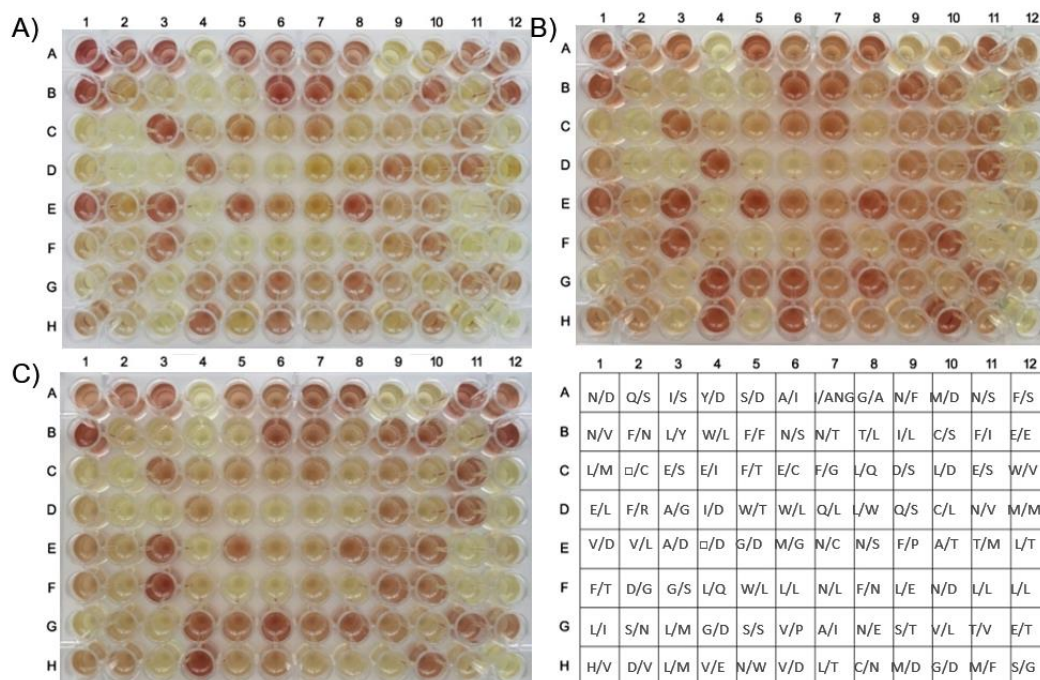 A)
1 2 3 4 5 6 7 8 9 10 11 12
A
B
C
D
E
F
G
H
B)
1 2 3 4 5 6 7 8 9 10 11 12
A
B
C
D
E
F
G
H
C)
1 2 3 4 5 6 7 8 9 10 11 12
A
B
C
D
E
F
G
H
1 2 3 4 5 6 7 8 9 10 11 12
A N/D Q/S I/S Y/D S/D A/I I/ANG G/A N/F M/D N/S F/S
B N/V F/N L/Y W/L F/F N/S N/T T/L I/L C/S F/I E/E
C L/M □/C E/S E/I F/T E/C F/G L/Q D/S L/D E/S W/V
D E/L F/R A/G I/D W/T W/L Q/L L/W Q/S C/L N/V M/M
E V/D V/L A/D □/D G/D M/G N/C N/S F/P A/T T/M L/T
F F/T D/G G/S L/Q W/L L/L N/L F/N L/E N/D L/L L/L
G L/I S/N L/M G/D S/S V/P A/I N/E S/T V/L T/V E/T
H H/V D/V L/M V/E N/W V/D L/T C/N M/D G/D M/F S/G